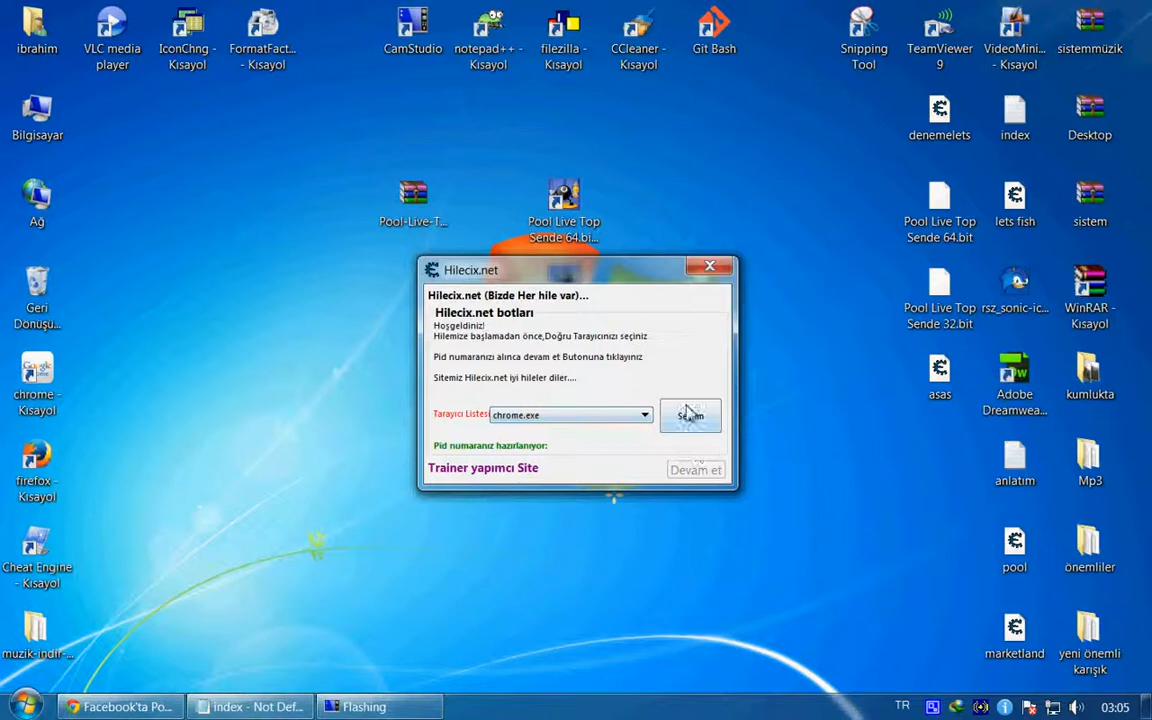 ibrahim
VLC media
player
IconChng -
Kısayol
FormatFact...
- Kısayol
CamStudio
notepad++ -
Kısayol
filezilla -
Kısayol
CCleaner -
Kısayol
Git Bash
Snipping
Tool
TeamViewer
9
VideoMini...
- Kısayol
sistemmüzik
Bilgisayar
denemelets
index
Desktop
Ağ
Pool-Live-T...
Pool Live Top
Sende 64.bi...
Pool Live Top
Sende 64.bit
lets fish
sistem
Geri
Dönüşü...
Pool Live Top
Sende 32.bit
rsz_sonic-ic...
WinRAR -
Kısayol
Hilecix.net
Hilecix.net (Bizde Her hile var)...
Hilecix.net botları
Hoşgeldiniz!
Hilemize başlamadan önce,Doğru Tarayıcınızı seçiniz
Pid numaranızı alınca devam et Butonuna tıklayınız
Sitemiz Hilecix.net iyi hileler diler....
Tarayıcı Listesi
chrome.exe
Pid numaranız hazırlanıyor:
Trainer yapımcı Site
Devam et
chrome -
Kısayol
asas
Adobe
Dreamwea...
kumlukta
firefox -
Kısayol
anlatım
Mp3
Cheat Engine
- Kısayol
pool
önemliler
muzik-indir-...
marketland
yeni önemli
karışık
Facebook'ta Po...
index - Not Def...
Flashing
TR
03:05